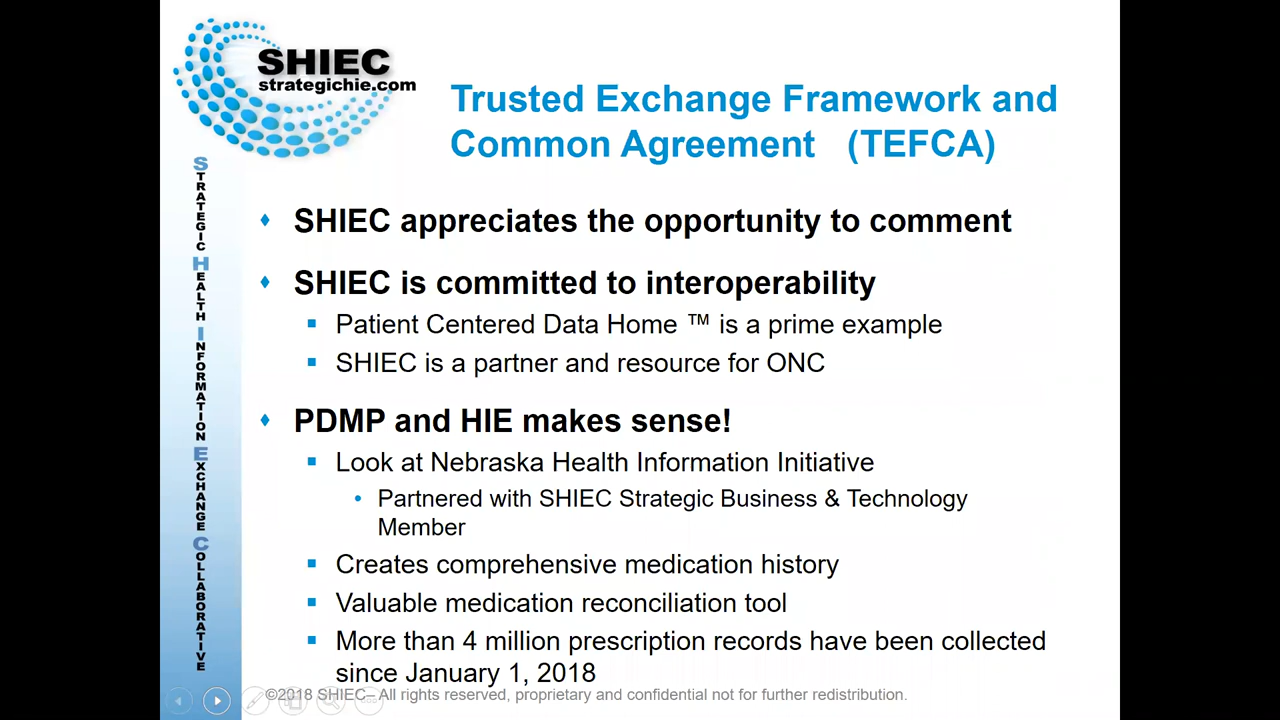 SHIEC
strategichie.com
STRATEGIC HEALTH INFORMATION EXCHANGE COLLABORATIVE
Trusted Exchange Framework and
Common Agreement (TEFCA)
SHIEC appreciates the opportunity to comment
SHIEC is committed to interoperability
Patient Centered Data Home ™ is a prime example
SHIEC is a partner and resource for ONC
PDMP and HIE makes sense!
Look at Nebraska Health Information Initiative
Partnered with SHIEC Strategic Business & Technology
Member
Creates comprehensive medication history
Valuable medication reconciliation tool
More than 4 million prescription records have been collected
since January 1, 2018
©2018 SHIEC– All rights reserved, proprietary and confidential not for further redistribution.